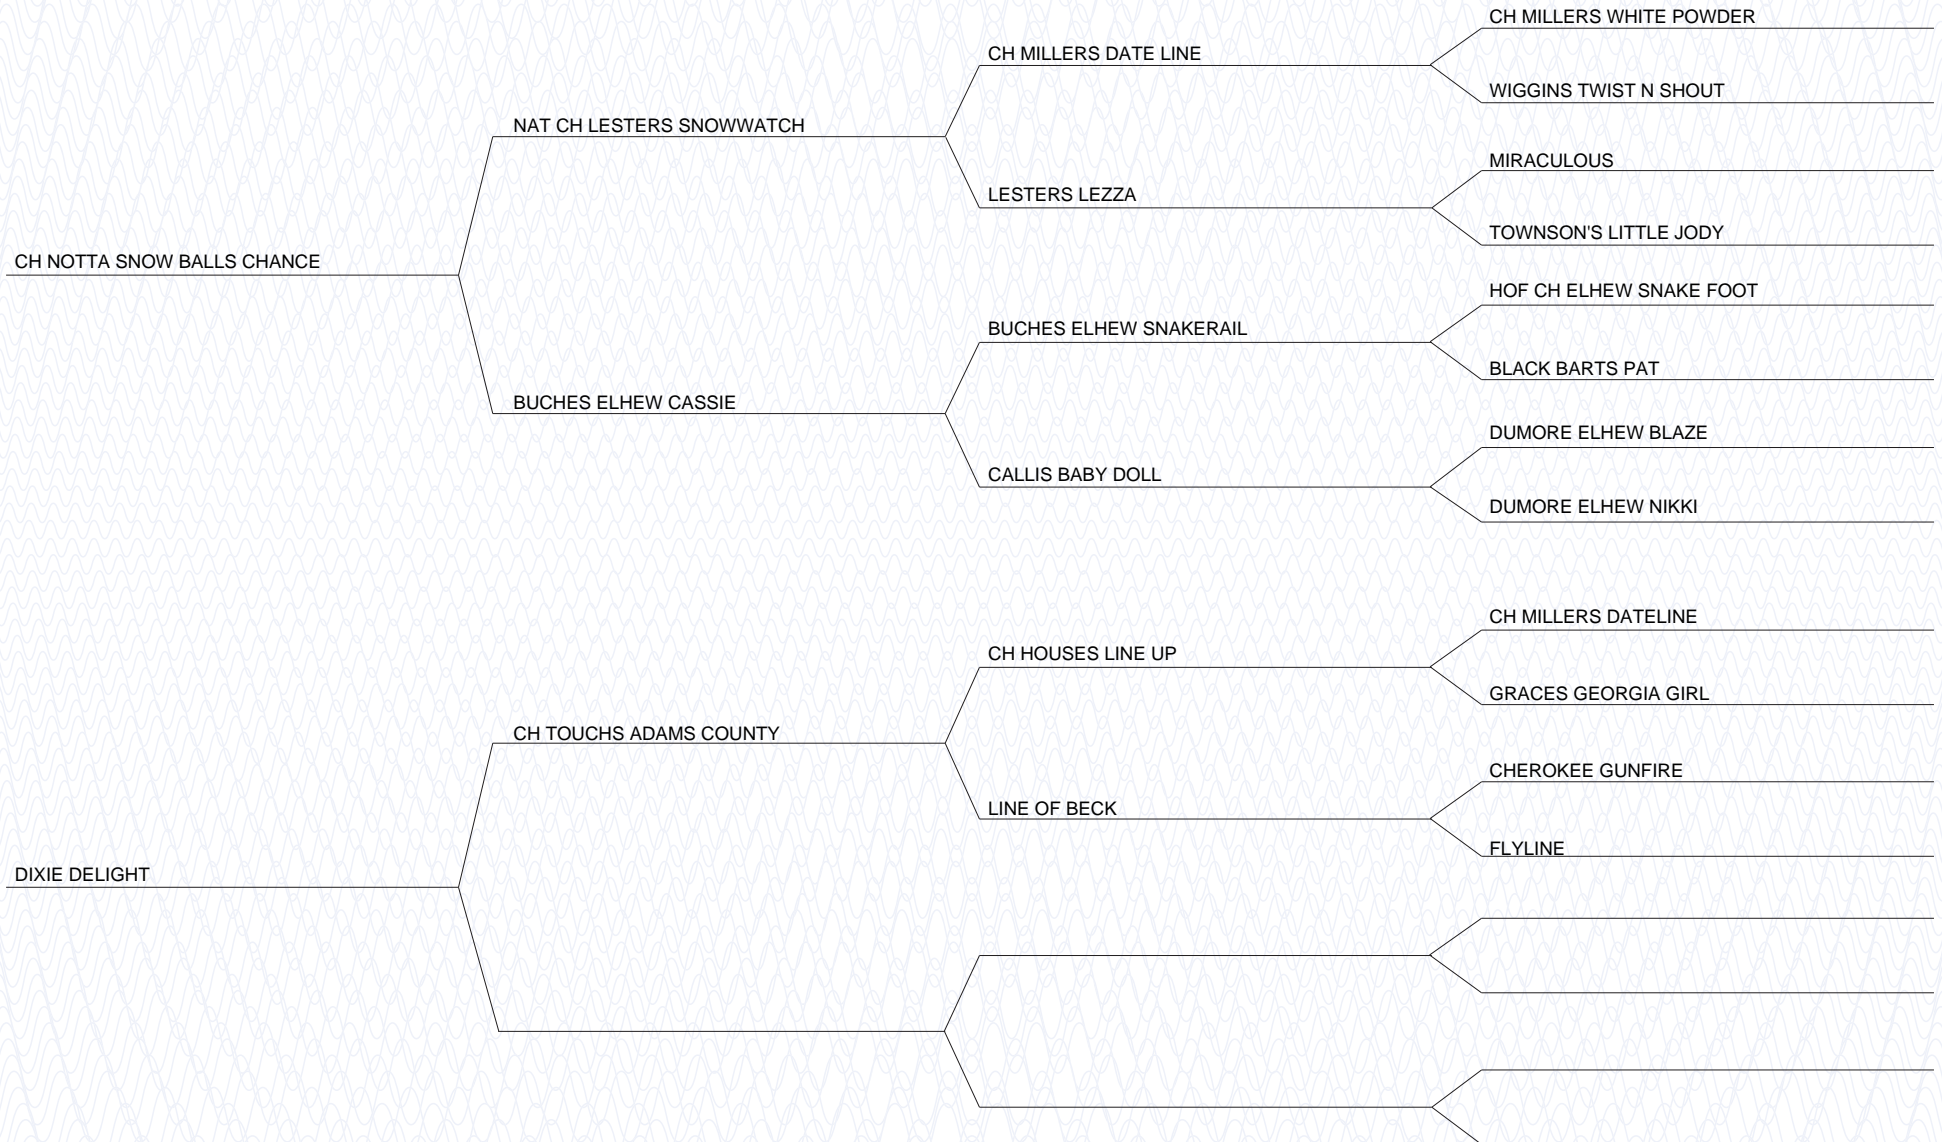 CH MILLERS WHITE POWDER
CH MILLERS DATE LINE
WIGGINS TWIST N SHOUT
NAT CH LESTERS SNOWWATCH
MIRACULOUS
LESTERS LEZZA
TOWNSON'S LITTLE JODY
CH NOTTA SNOW BALLS CHANCE
HOF CH ELHEW SNAKE FOOT
BUCHES ELHEW SNAKERAIL
BLACK BARTS PAT
BUCHES ELHEW CASSIE
DUMORE ELHEW BLAZE
CALLIS BABY DOLL
DUMORE ELHEW NIKKI
CH MILLERS DATELINE
CH HOUSES LINE UP
GRACES GEORGIA GIRL
CH TOUCHS ADAMS COUNTY
CHEROKEE GUNFIRE
LINE OF BECK
FLYLINE
DIXIE DELIGHT